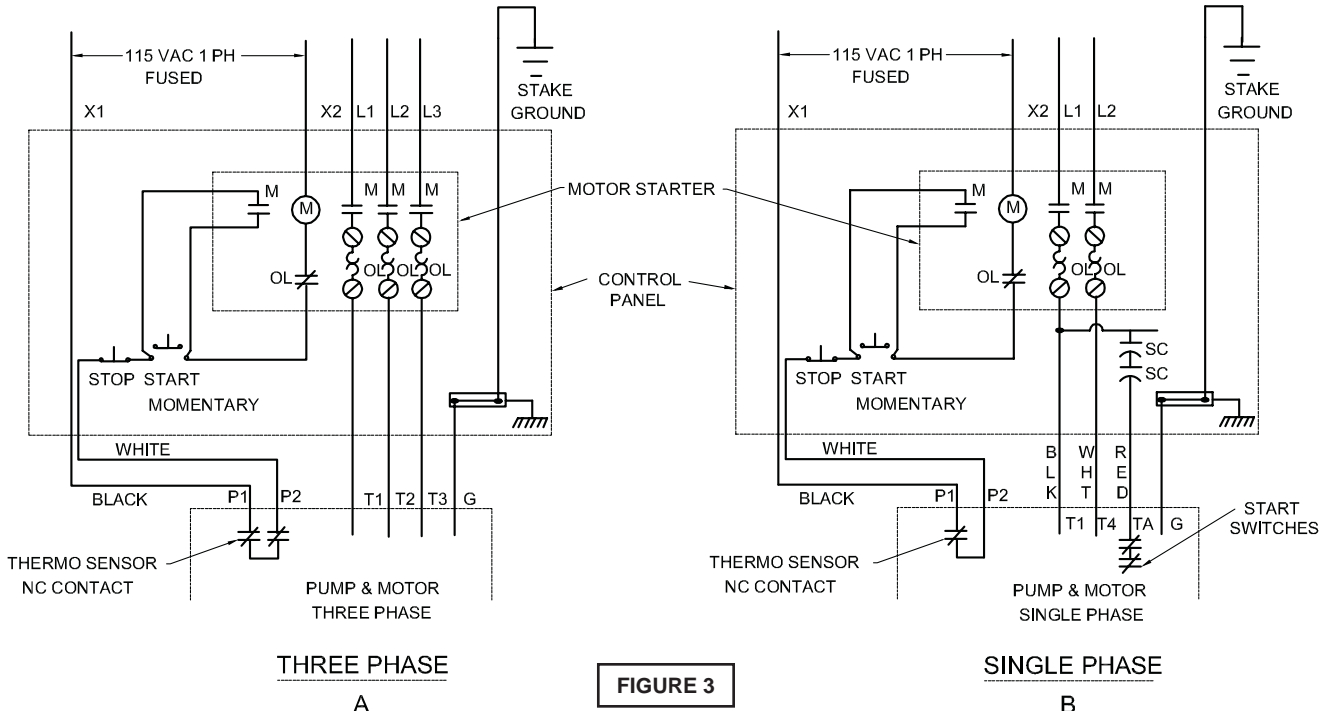 115 VAC 1 PH
FUSED
STAKE
GROUND
X1
X2
L1
L2
L3
M
M
M
M
M
OL
OL
OL
OL
STOP START
MOMENTARY
WHITE
BLACK
P1
P2
T1
T2
T3
G
THERMO SENSOR
NC CONTACT
PUMP & MOTOR
THREE PHASE
THREE PHASE
A
MOTOR STARTER
CONTROL
PANEL
FIGURE 3
115 VAC 1 PH
FUSED
STAKE
GROUND
X1
X2
L1
L2
M
M
M
M
OL
OL
OL
SC
SC
STOP START
MOMENTARY
WHITE
BLACK
BLK
WHT
RED
P1
P2
T1
T4
TA
G
START
SWITCHES
THERMO SENSOR
NC CONTACT
PUMP & MOTOR
SINGLE PHASE
SINGLE PHASE
B